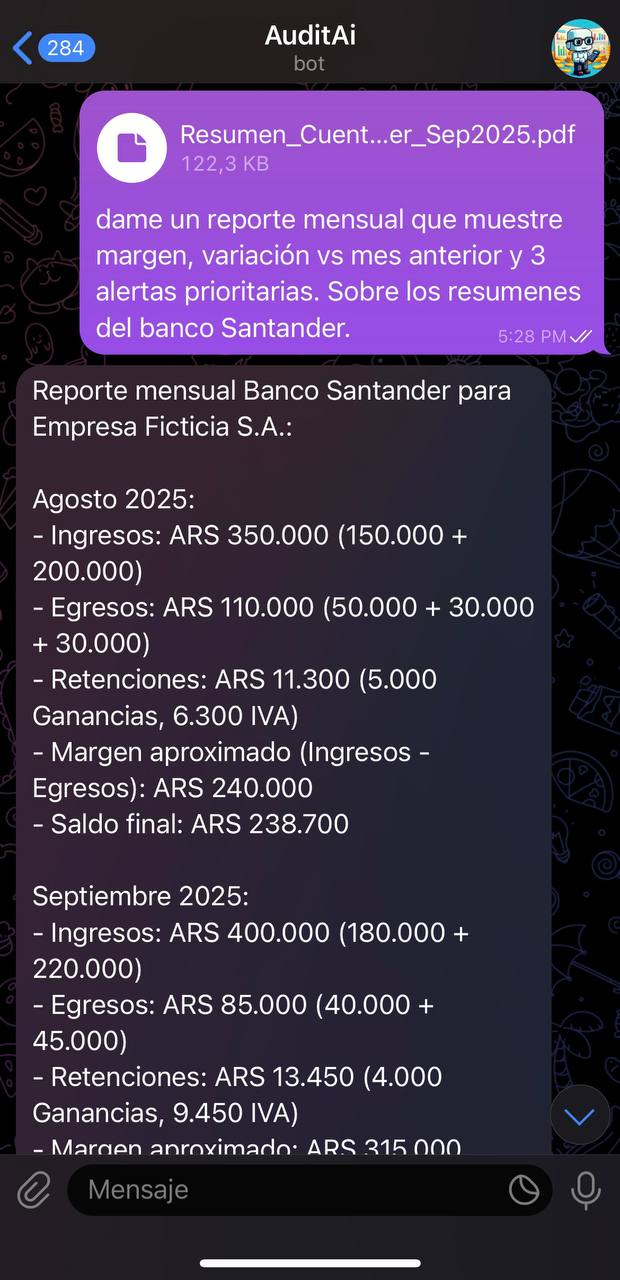 284
AuditAi
bot
Resumen_Cuent...er_Sep2025.pdf
122,3 KB
dame un reporte mensual que muestre
margen, variación vs mes anterior y 3
alertas prioritarias. Sobre los resumenes
del banco Santander.
5:28 PM
Reporte mensual Banco Santander para
Empresa Ficticia S.A.:
Agosto 2025:
- Ingresos: ARS 350.000 (150.000 +
200.000)
- Egresos: ARS 110.000 (50.000 + 30.000
+ 30.000)
- Retenciones: ARS 11.300 (5.000
Ganancias, 6.300 IVA)
- Margen aproximado (Ingresos -
Egresos): ARS 240.000
- Saldo final: ARS 238.700
Septiembre 2025:
- Ingresos: ARS 400.000 (180.000 +
220.000)
- Egresos: ARS 85.000 (40.000 +
45.000)
- Retenciones: ARS 13.450 (4.000
Ganancias, 9.450 IVA)
- Margen aproximado: ARS 315.000
Mensaje